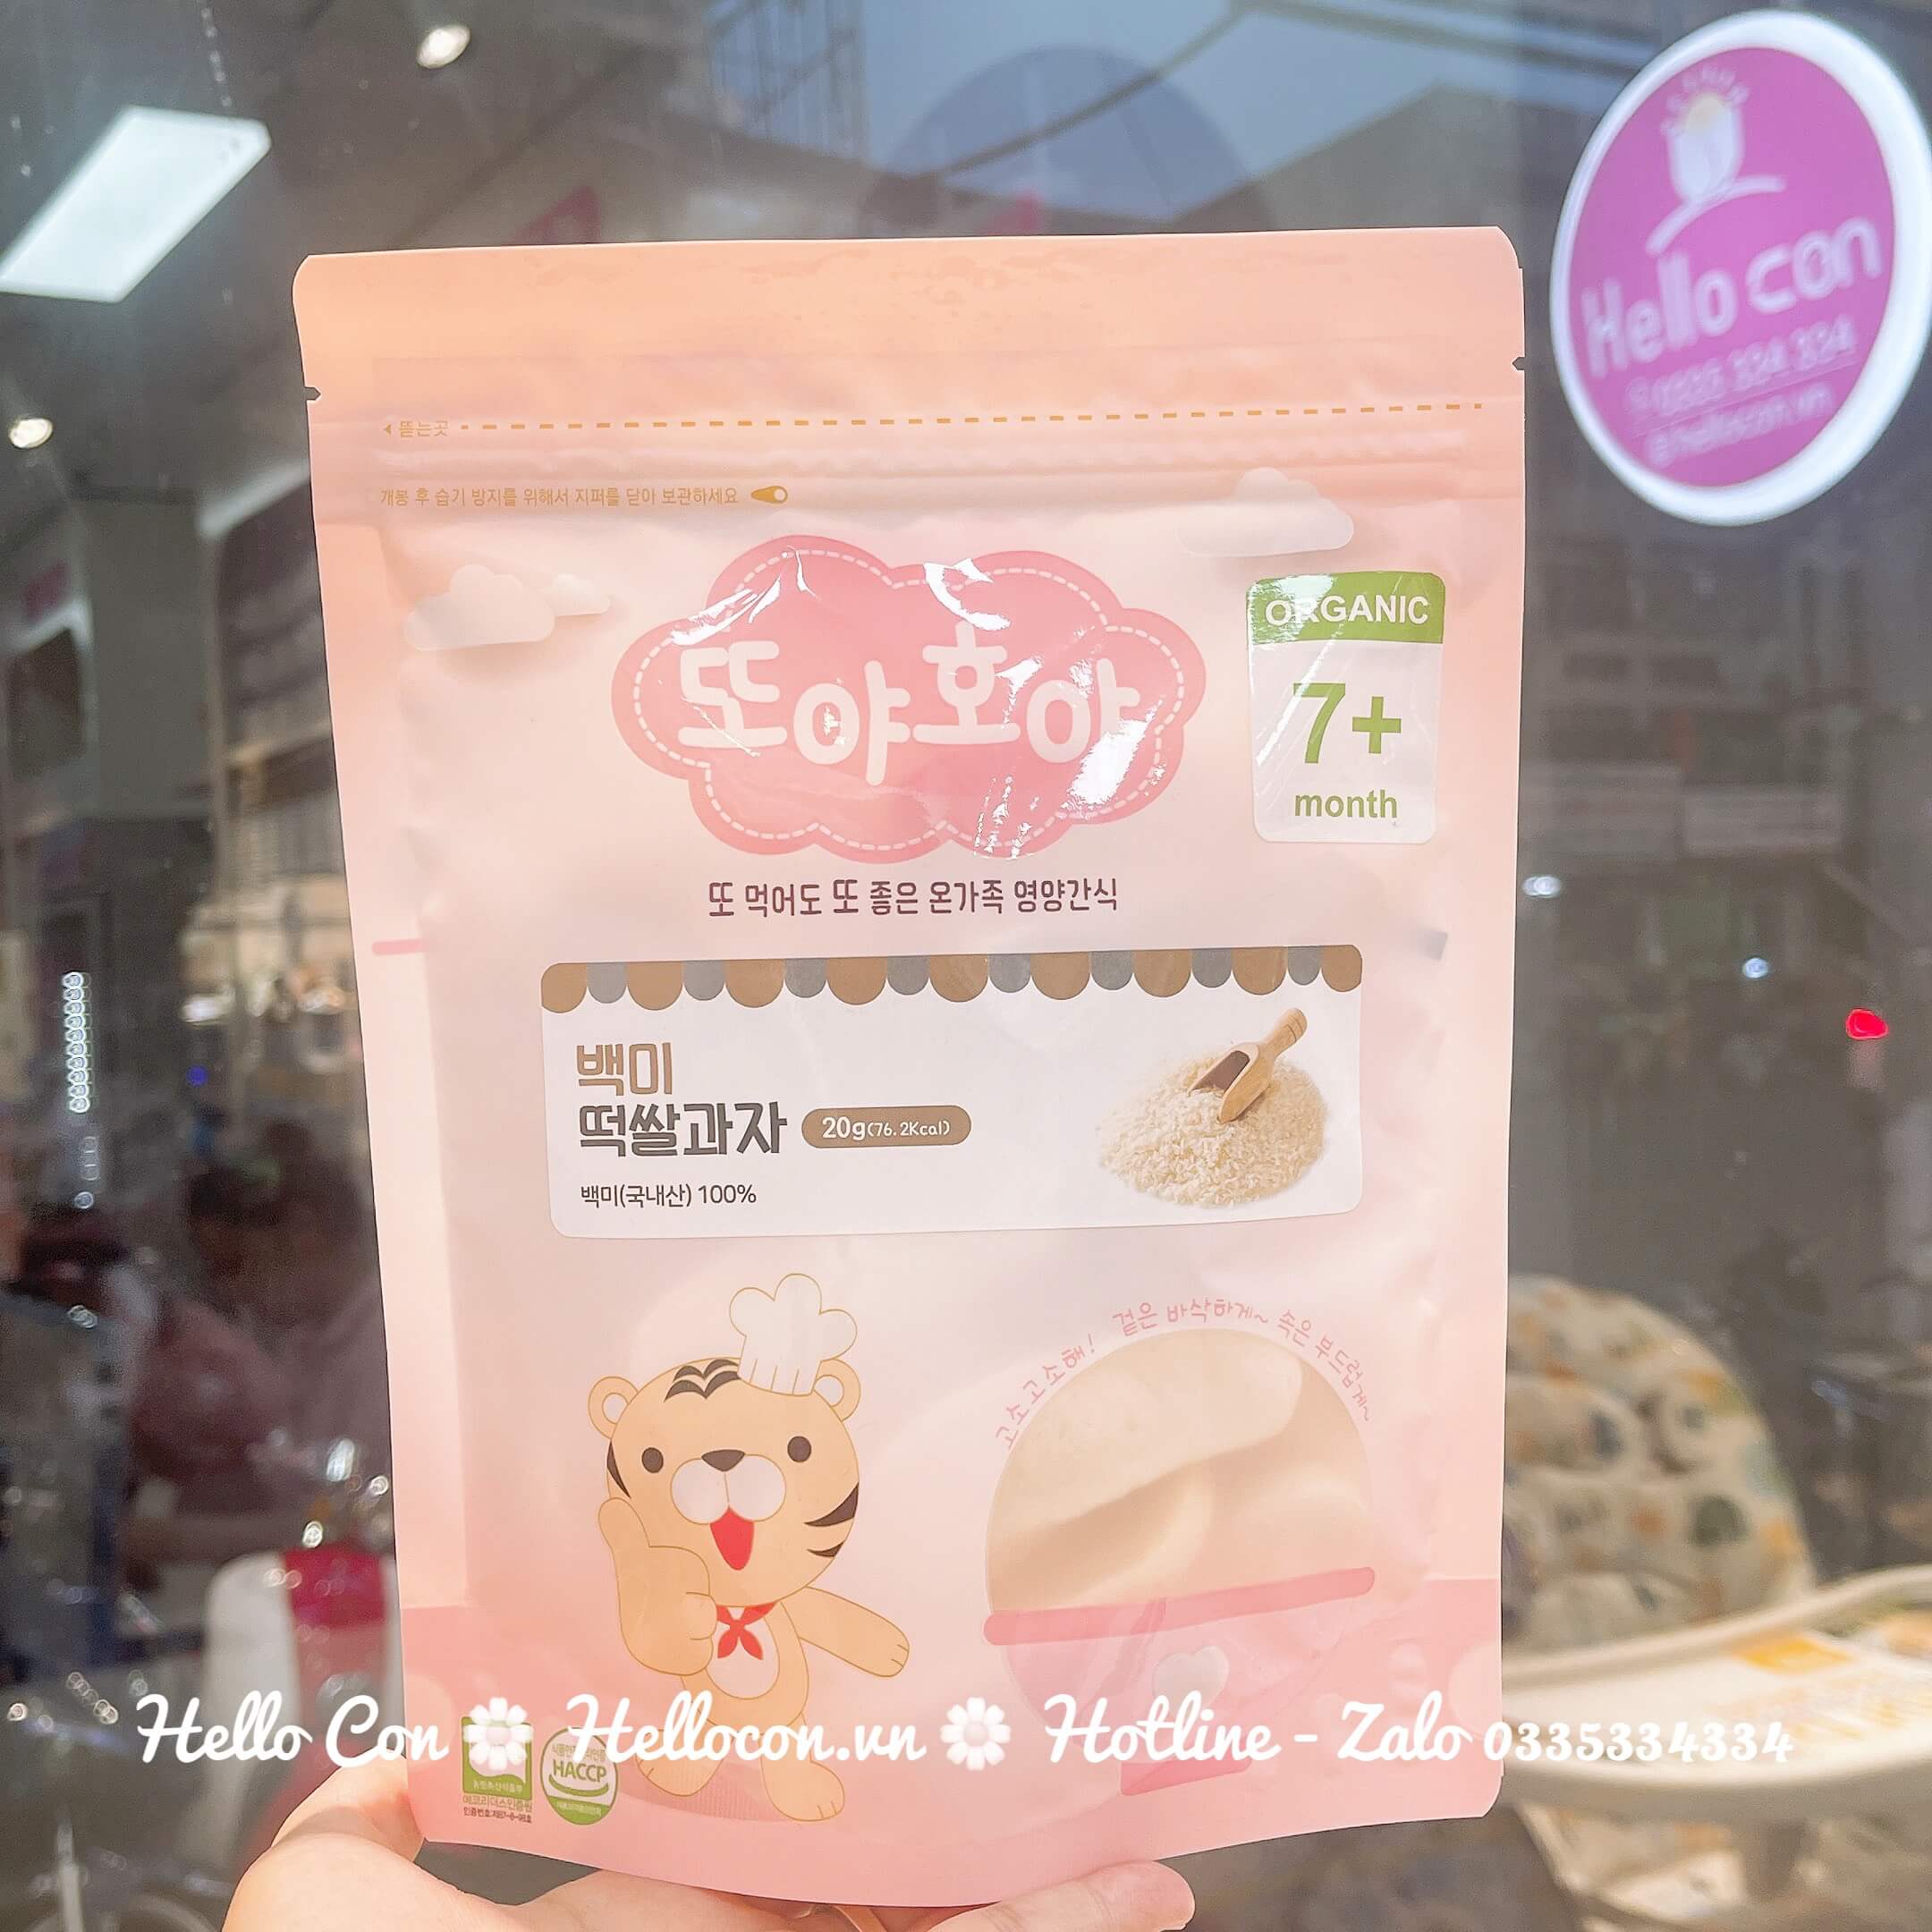 Hello con
뜯는곳
개봉 후 습기 방지를 위해서 지퍼를 닫아 보관하세요
또야호야
ORGANIC
7+
month
또 먹어도 또 좋은 온가족 영양간식
백미
떡쌀과자 20g(76.2Kcal)
백미(국내산) 100%
고소고소해! 겉은 바삭하게~ 속은 부드럽게~
Hello Con Hellocon.vn Hotline - Zalo 0335334334
HACCP